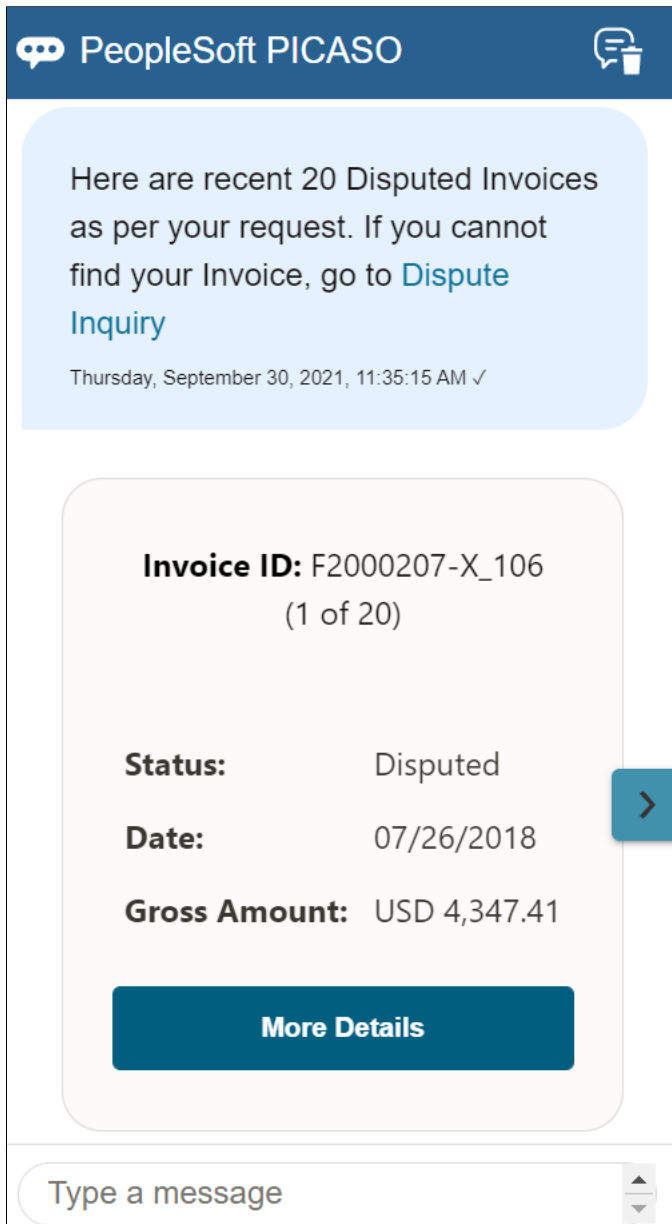 PeopleSoft PICASO
Here are recent 20 Disputed Invoices
as per your request. If you cannot
find your Invoice, go to Dispute
Inquiry
Thursday, September 30, 2021, 11:35:15 AM ✓
Invoice ID: F2000207-X_106
(1 of 20)
Status: Disputed
Date: 07/26/2018
Gross Amount: USD 4,347.41
More Details
Type a message